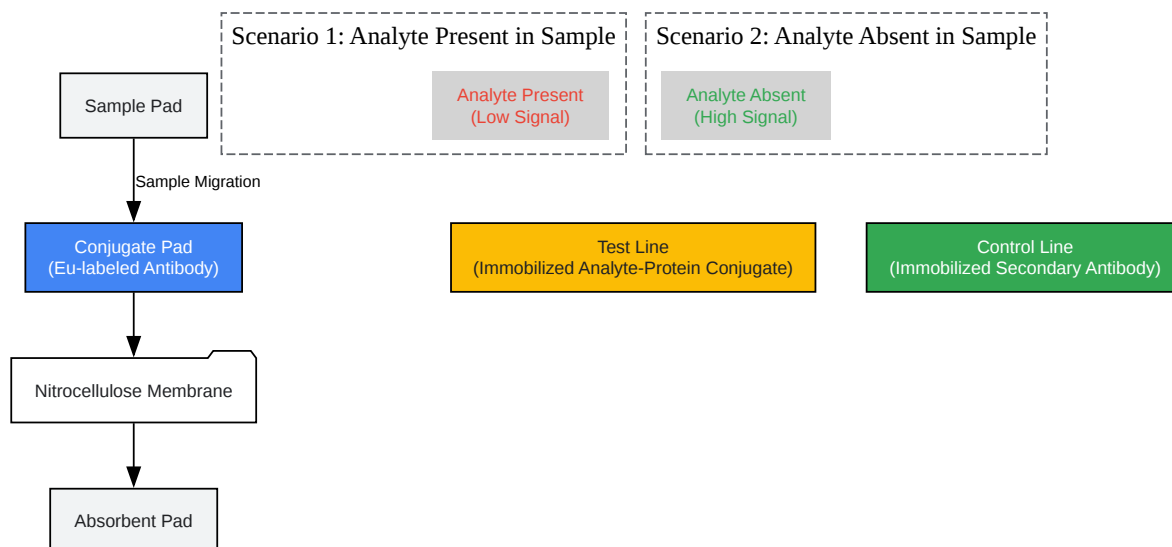 Scenario 1: Analyte Present in Sample
Scenario 2: Analyte Absent in Sample
Sample Pad
Analyte Present
(Low Signal)
Analyte Absent
(High Signal)
Sample Migration
Conjugate Pad
(Eu-labeled Antibody)
Test Line
(Immobilized Analyte-Protein Conjugate)
Control Line
(Immobilized Secondary Antibody)
Nitrocellulose Membrane
Absorbent Pad